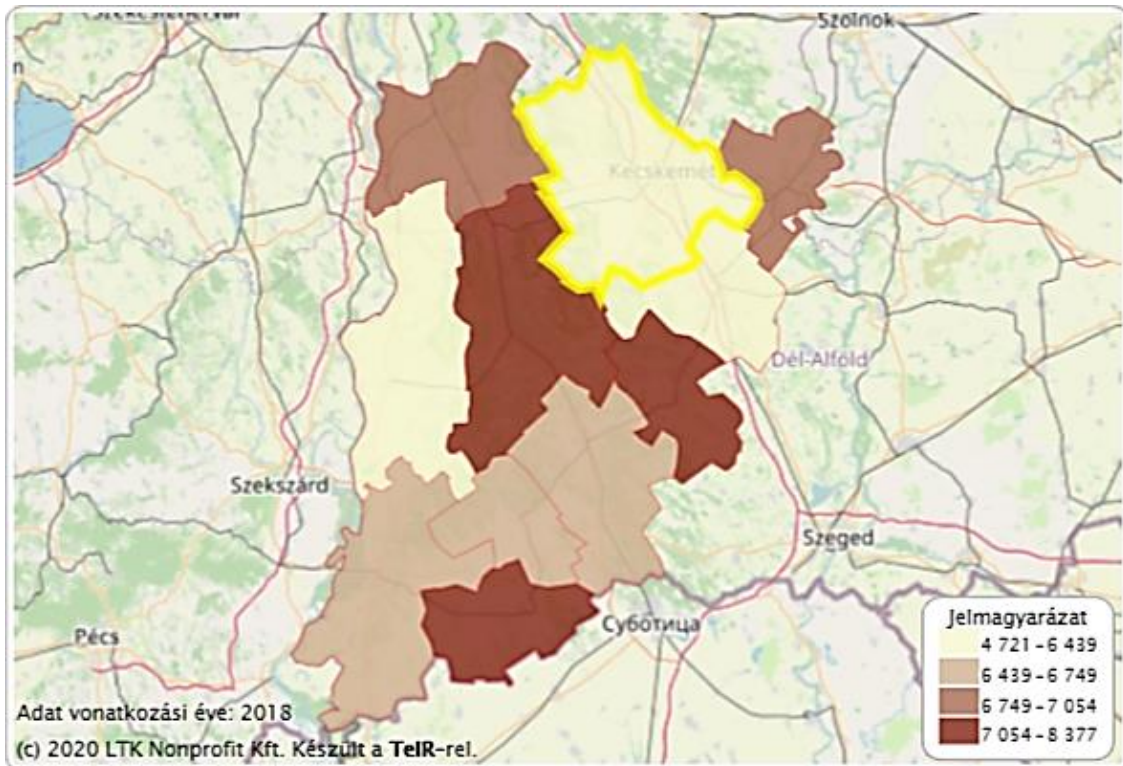 Székesfehérvár
Szolnok
n
Kecskemét
Dél-Alföld
Szekszárd
Szeged
Суботица
Pécs
Jelmagyarázat
4 721 - 6 439
6 439 - 6 749
6 749 - 7 054
7 054 - 8 377
Adat vonatkozási éve: 2018
(c) 2020 LTK Nonprofit Kft. Készült a TeIR-rel.